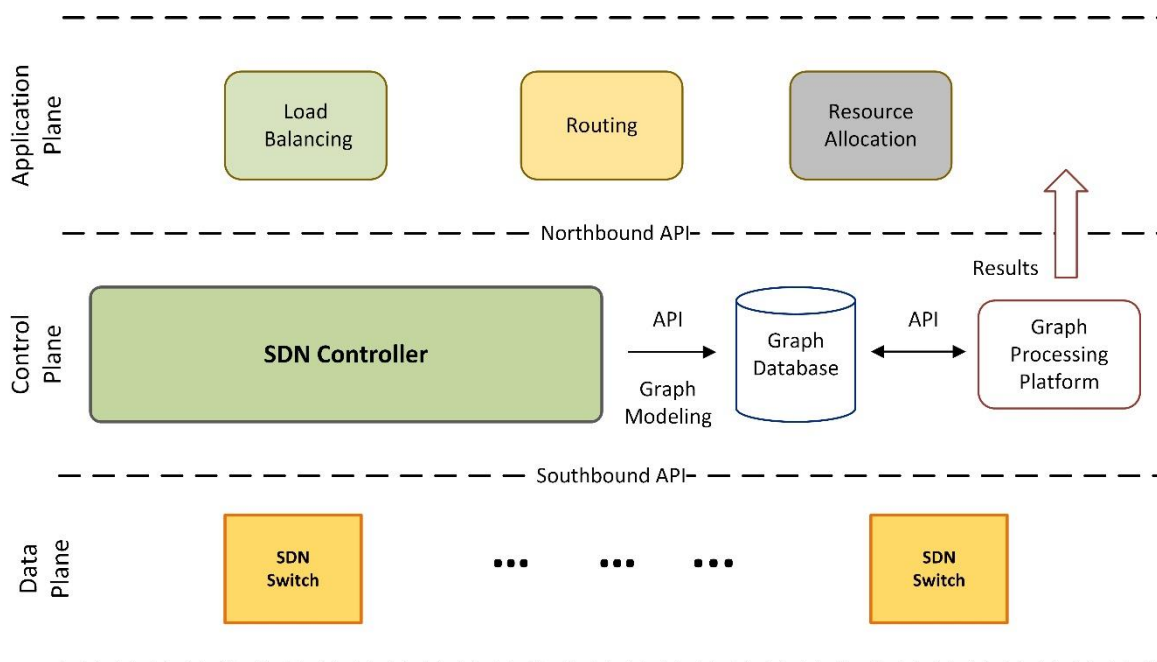 Application
Plane
Load
Balancing
Routing
Resource
Allocation
Northbound API
Results
Control
Plane
SDN Controller
API
Graph
Modeling
Graph
Database
API
Graph
Processing
Platform
Southbound API
Data
Plane
SDN
Switch
... ... ...
SDN
Switch